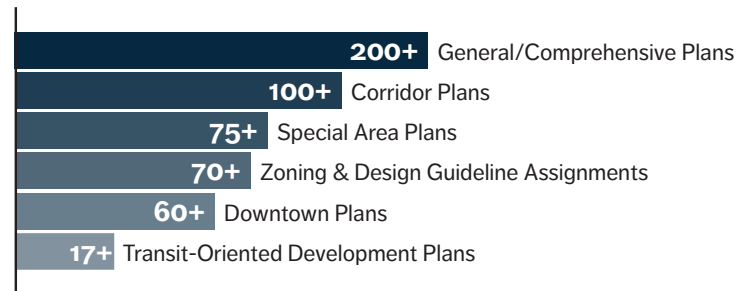 200+ General/Comprehensive Plans
100+ Corridor Plans
75+ Special Area Plans
70+ Zoning & Design Guideline Assignments
60+ Downtown Plans
17+ Transit-Oriented Development Plans